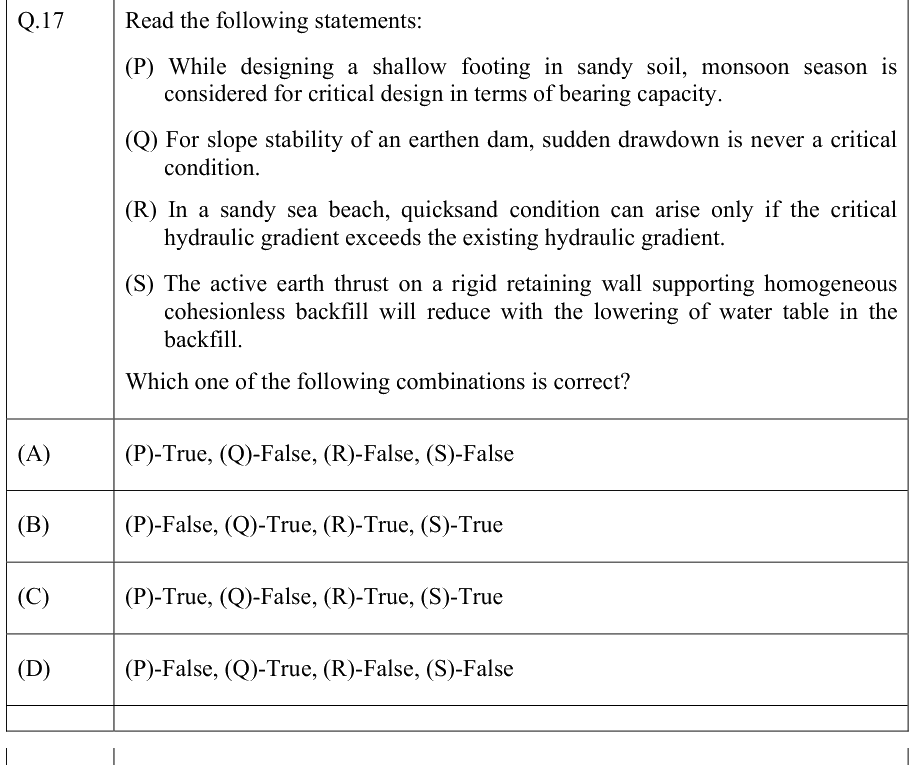 Q.17 Read the following statements:
(P) While designing a shallow footing in sandy soil, monsoon season is
considered for critical design in terms of bearing capacity.
(Q) For slope stability of an earthen dam, sudden drawdown is never a critical
condition.
(R) In a sandy sea beach, quicksand condition can arise only if the critical
hydraulic gradient exceeds the existing hydraulic gradient.
(S) The active earth thrust on a rigid retaining wall supporting homogeneous
cohesionless backfill will reduce with the lowering of water table in the
backfill.
Which one of the following combinations is correct?
(A) (P)-True, (Q)-False, (R)-False, (S)-False
(B) (P)-False, (Q)-True, (R)-True, (S)-True
(C) (P)-True, (Q)-False, (R)-True, (S)-True
(D) (P)-False, (Q)-True, (R)-False, (S)-False